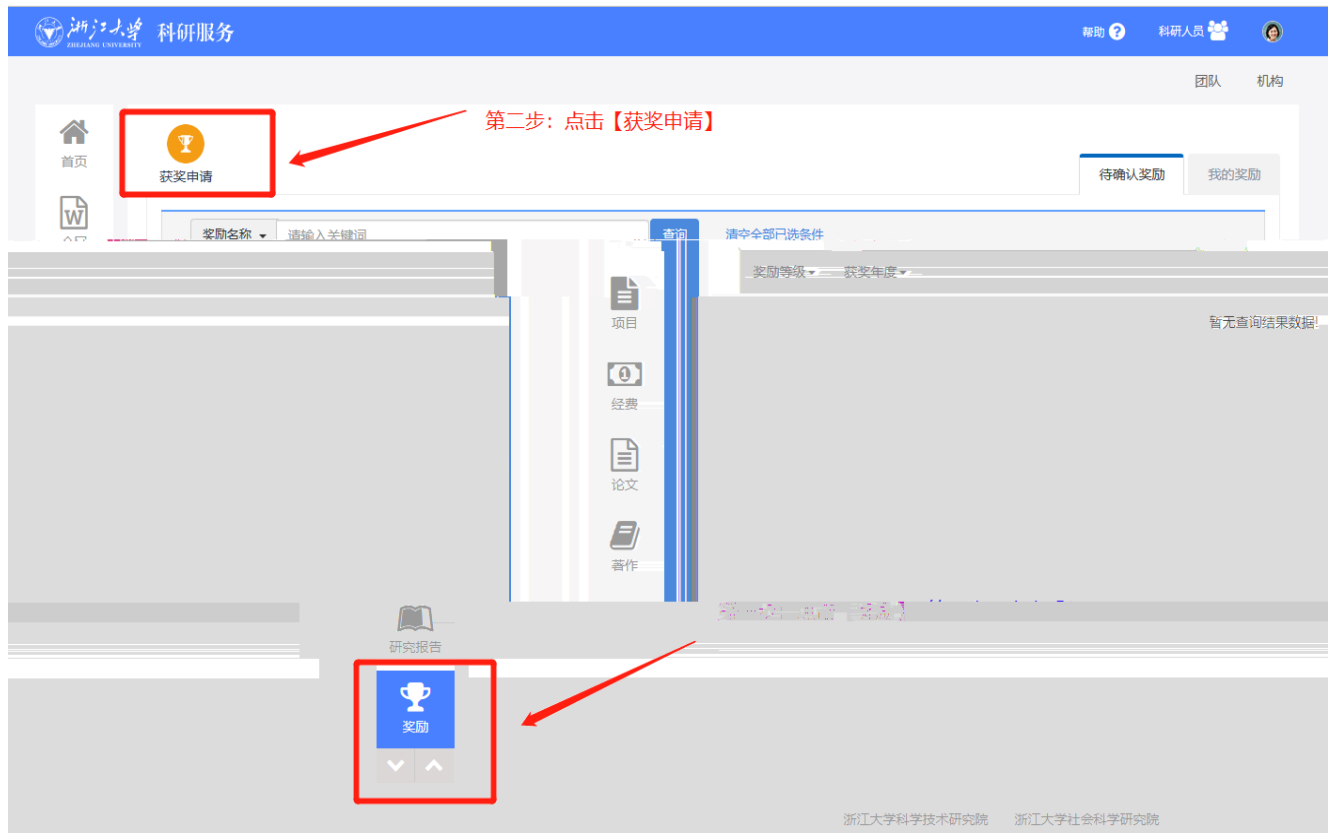 浙江大学 科研服务
ZHEJIANG UNIVERSITY
帮助
科研人员
团队 机构
首页
获奖申请
第二步：点击【获奖申请】
待确认奖励 我的奖励
奖励名称 请输入关键词 查询 清空全部已选条件
奖励等级 获奖年度
项目
暂无查询结果数据!
经费
论文
著作
研究报告
奖励
浙江大学科学技术研究院 浙江大学社会科学研究院